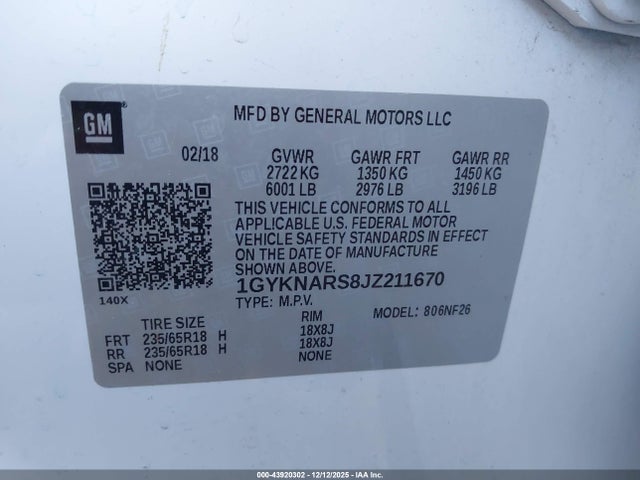 GM
MFD BY GENERAL MOTORS LLC
02/18 GVWR GAWR FRT GAWR RR
2722 KG 1350 KG 1450 KG
6001 LB 2976 LB 3196 LB
THIS VEHICLE CONFORMS TO ALL
APPLICABLE U.S. FEDERAL MOTOR
VEHICLE SAFETY STANDARDS IN EFFECT
ON THE DATE OF MANUFACTURE
SHOWN ABOVE.
140X
1GYKNARS8JZ211670
TYPE: M.P.V. MODEL: 806NF26
TIRE SIZE RIM
FRT 235/65R18 H 18X8J
RR 235/65R18 H 18X8J
SPA NONE NONE
000-43920302 - 12/12/2025 - IAA Inc.